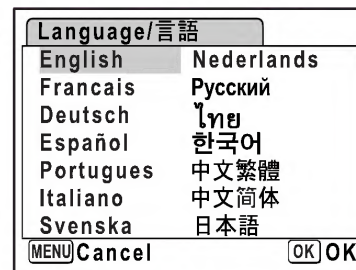 Language/言語
English Nederlands
Francais Русский
Deutsch ไทย
Español 한국어
Portugues 中文繁體
Italiano 中文简体
Svenska 日本語
MENU Cancel OK OK